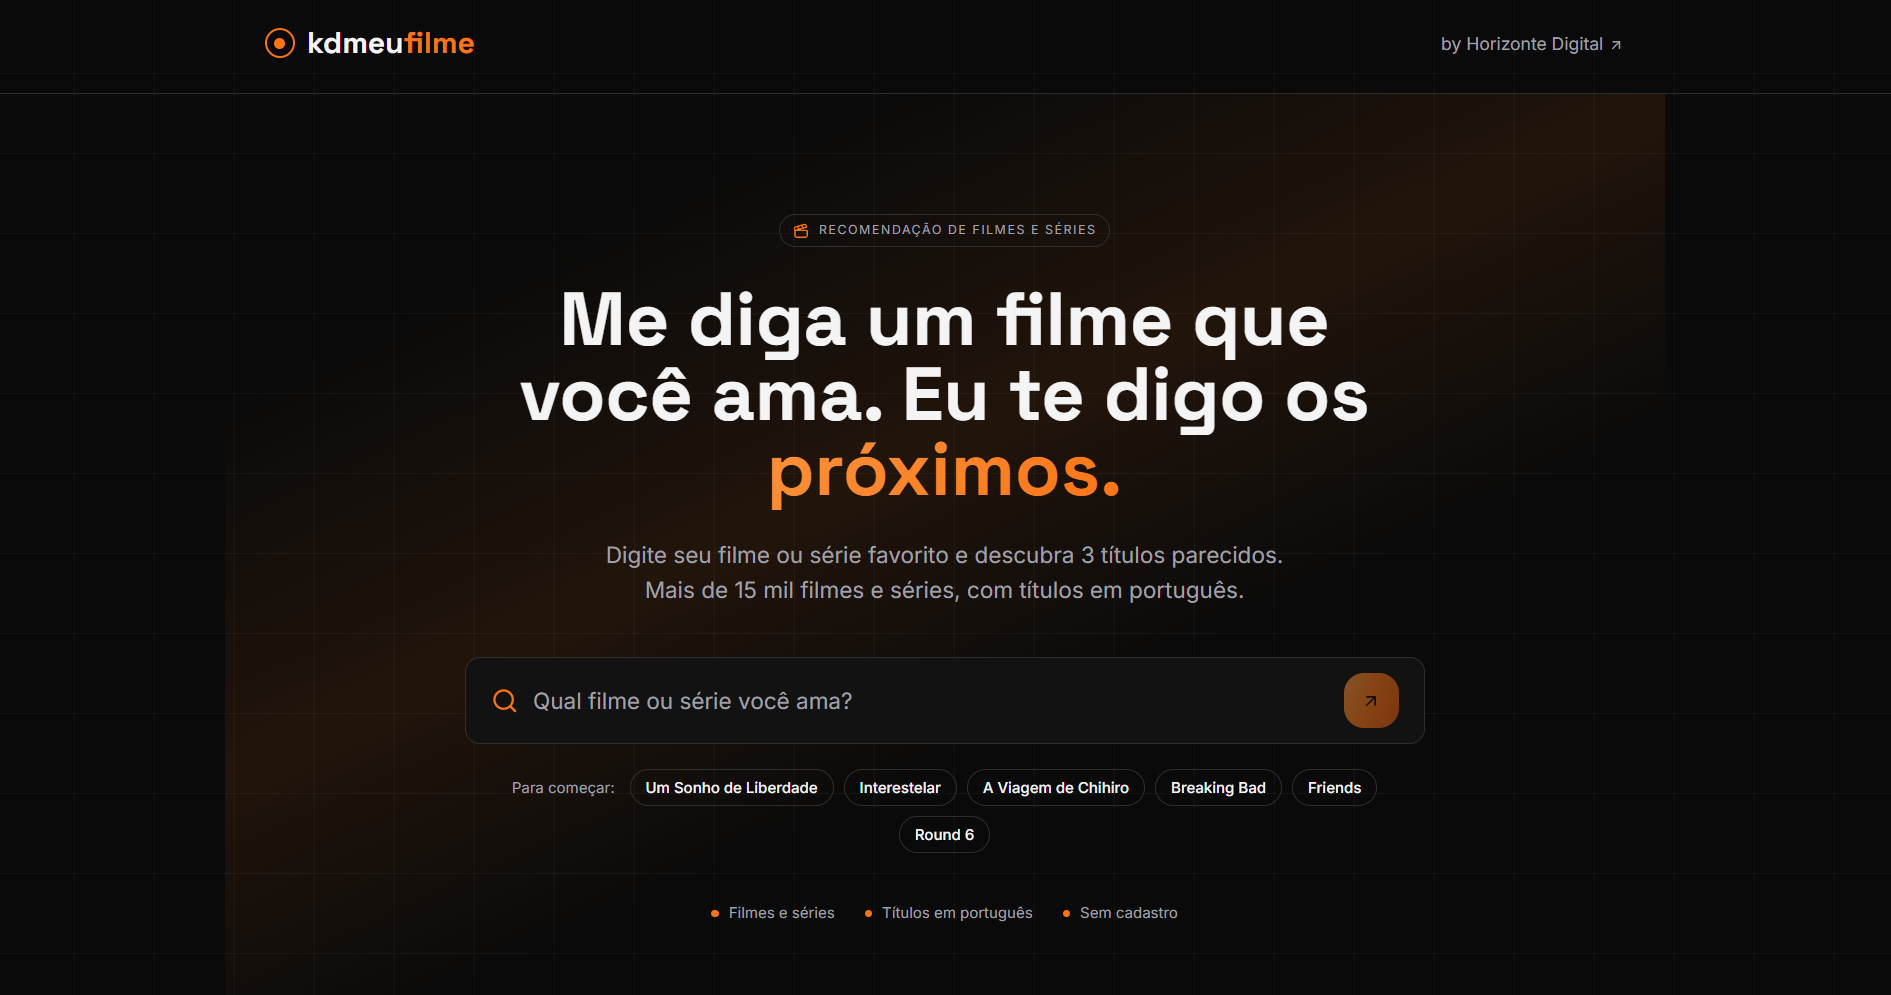 kdmeufilme
by Horizonte Digital ↗
RECOMENDAÇÃO DE FILMES E SÉRIES
Me diga um filme que
você ama. Eu te digo os
próximos.
Digite seu filme ou série favorito e descubra 3 títulos parecidos.
Mais de 15 mil filmes e séries, com títulos em português.
Qual filme ou série você ama?
Para começar: Um Sonho de Liberdade Interestelar A Viagem de Chihiro Breaking Bad Friends
Round 6
Filmes e séries Títulos em português Sem cadastro